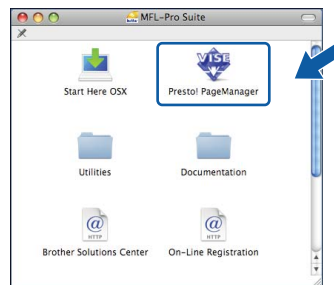 MFL-Pro Suite
VISE
Start Here OSX
Presto! PageManager
Utilities
Documentation
@
HTTP
@
HTTP
Brother Solutions Center
On-Line Registration